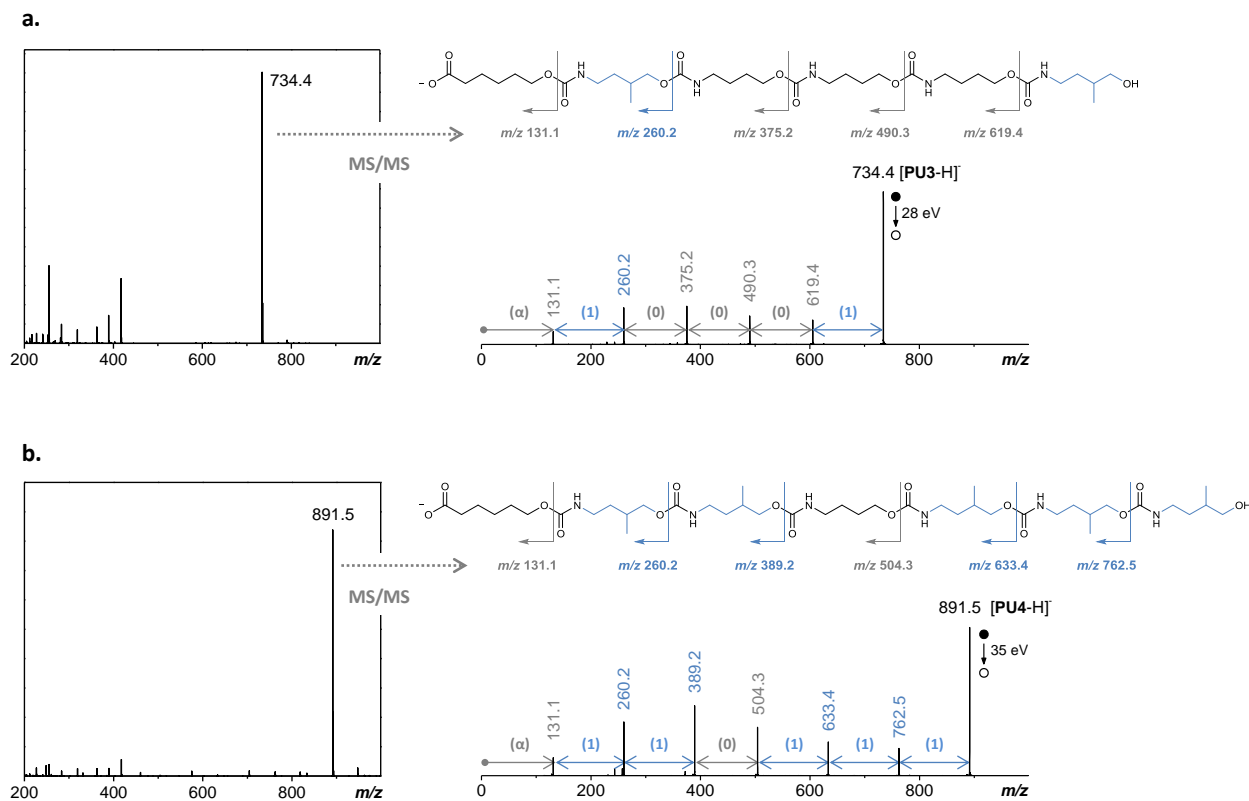 a.
734.4
MS/MS
200 400 600 800 m/z
O
⁻O
O
O
H
N
O
N
H
O
O
O
H
N
O
N
H
O
O
O
H
N
OH
m/z 131.1 m/z 260.2 m/z 375.2 m/z 490.3 m/z 619.4
734.4 [PU3-H]⁻
28 eV
131.1 260.2 375.2 490.3 619.4
(α) (1) (0) (0) (0) (1)
0 200 400 600 800 m/z
b.
891.5
MS/MS
200 400 600 800 m/z
O
⁻O
O
O
H
N
O
O
N
H
O
O
H
N
O
O
N
H
O
O
H
N
O
O
N
H
OH
m/z 131.1 m/z 260.2 m/z 389.2 m/z 504.3 m/z 633.4 m/z 762.5
891.5 [PU4-H]⁻
35 eV
131.1 260.2 389.2 504.3 633.4 762.5
(α) (1) (1) (0) (1) (1) (1)
0 200 400 600 800 m/z